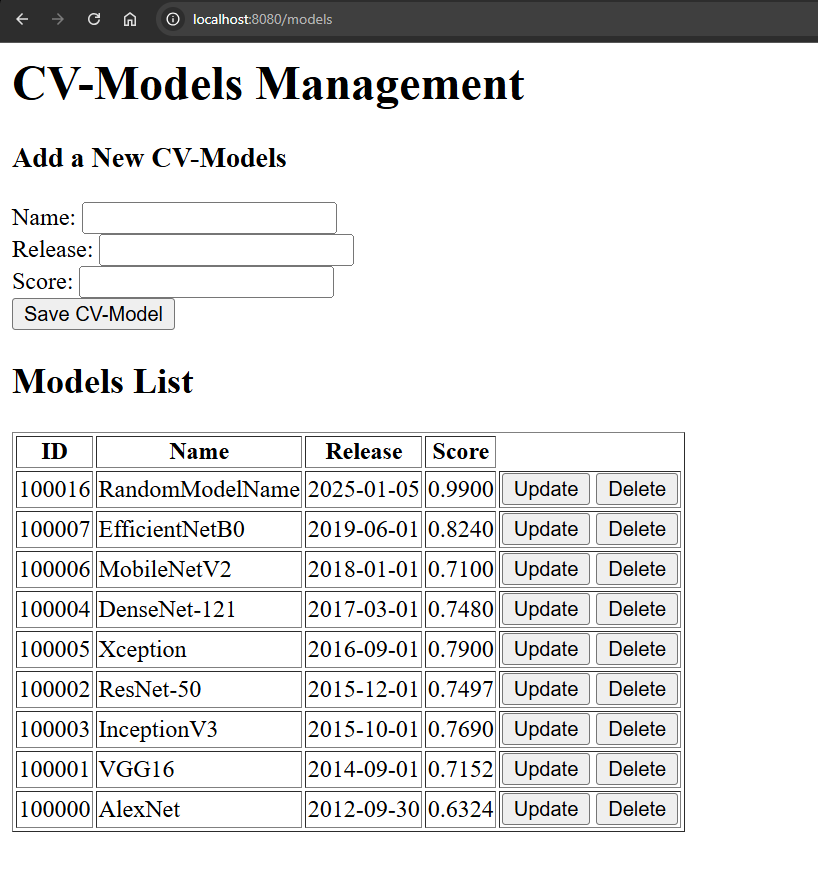 localhost:8080/models
CV-Models Management
Add a New CV-Models
Name:
Release:
Score:
Save CV-Model
Models List
ID Name Release Score
100016 RandomModelName 2025-01-05 0.9900 Update Delete
100007 EfficientNetB0 2019-06-01 0.8240 Update Delete
100006 MobileNetV2 2018-01-01 0.7100 Update Delete
100004 DenseNet-121 2017-03-01 0.7480 Update Delete
100005 Xception 2016-09-01 0.7900 Update Delete
100002 ResNet-50 2015-12-01 0.7497 Update Delete
100003 InceptionV3 2015-10-01 0.7690 Update Delete
100001 VGG16 2014-09-01 0.7152 Update Delete
100000 AlexNet 2012-09-30 0.6324 Update Delete